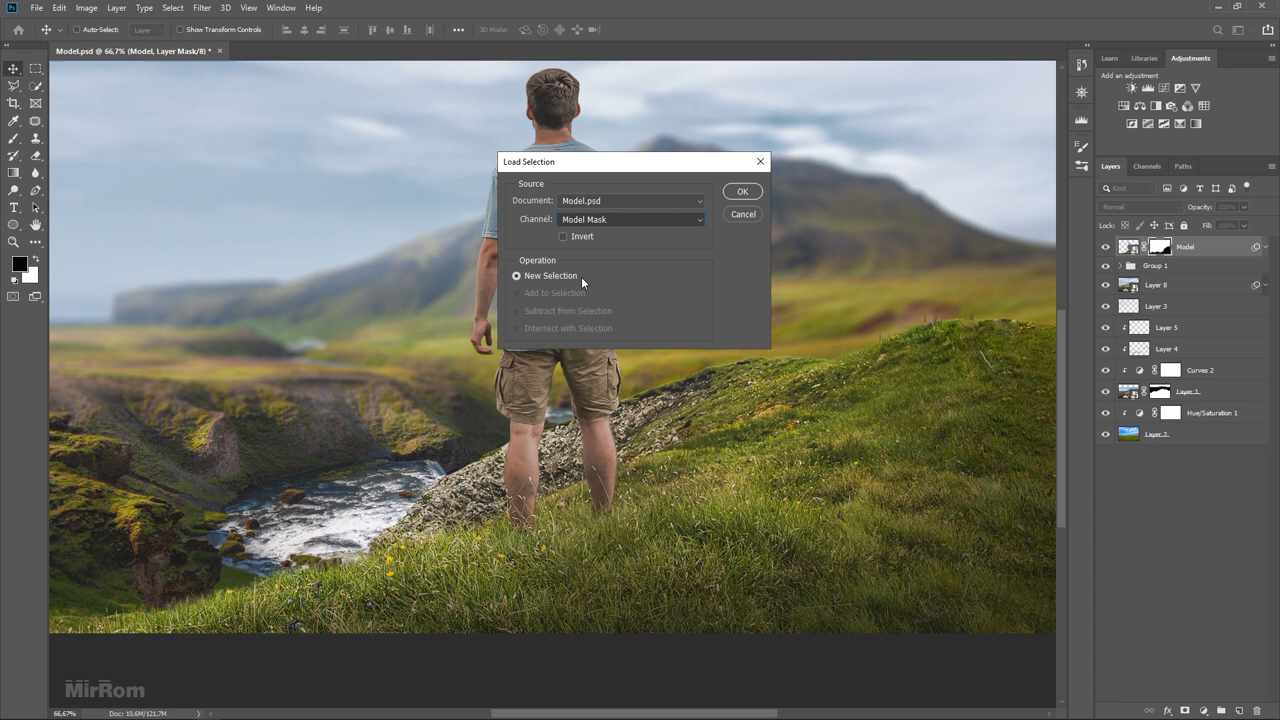 Ps File Edit Image Layer Type Select Filter 3D View Window Help
Auto-Select: Layer Show Transform Controls 3D Mode:
Model.psd @ 66,7% (Model, Layer Mask/8) * ×
Learn Libraries Adjustments
Add an adjustment
Load Selection
Source
Document: Model.psd
Channel: Model Mask
Invert
OK
Cancel
Operation
New Selection
Add to Selection
Subtract from Selection
Intersect with Selection
Layers Channels Paths
Kind
Normal Opacity: 100%
Lock: Fill: 100%
Model
Group 1
Layer 8
Layer 3
Layer 5
Layer 4
Curves 2
Layer 1
Hue/Saturation 1
Layer 2
MirRom
66,67% Doc: 10,6M/121,7M